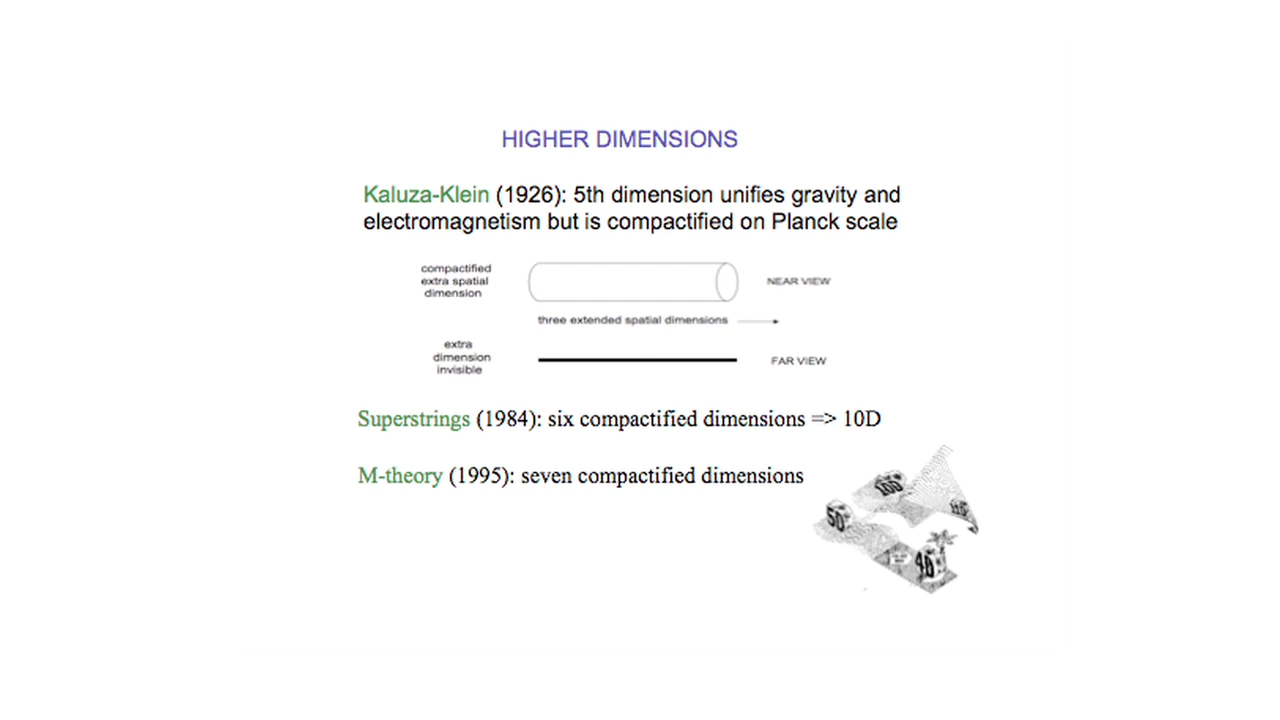 HIGHER DIMENSIONS
Kaluza-Klein (1926): 5th dimension unifies gravity and
electromagnetism but is compactified on Planck scale
compactified
extra spatial
dimension
NEAR VIEW
three extended spatial dimensions
extra
dimension
invisible
FAR VIEW
Superstrings (1984): six compactified dimensions => 10D
M-theory (1995): seven compactified dimensions
10D
11D
5D
4D